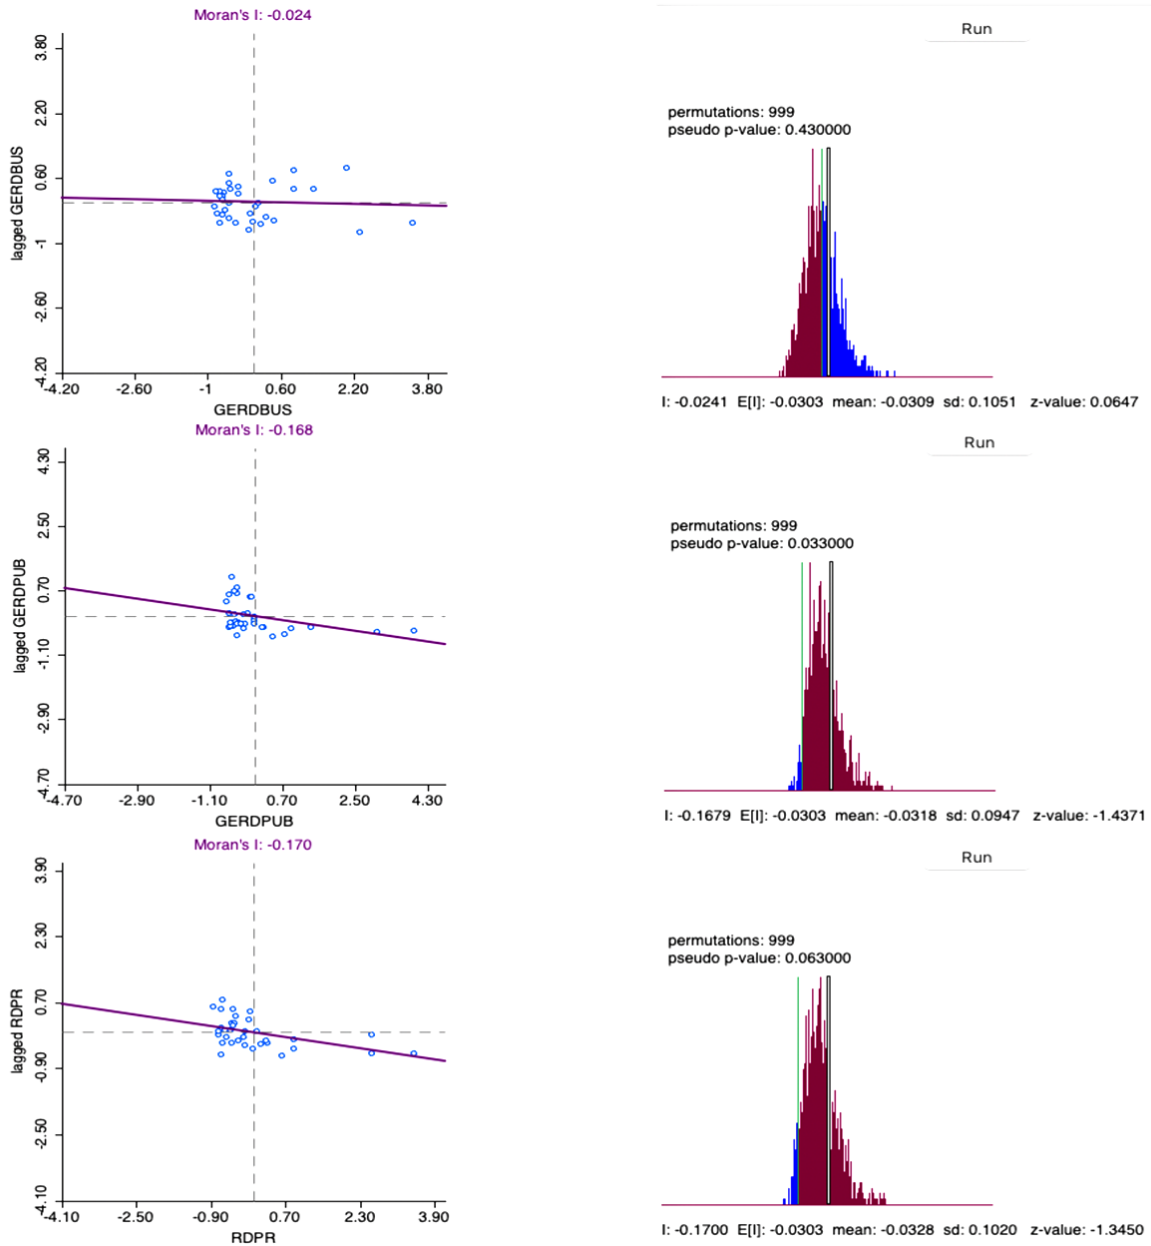 Moran's I: -0.024
3.80
2.20
0.60
-1
-2.60
-4.20
lagged GERDBUS
-4.20 -2.60 -1 0.60 2.20 3.80
GERDBUS
Run
permutations: 999
pseudo p-value: 0.430000
I: -0.0241 E[I]: -0.0303 mean: -0.0309 sd: 0.1051 z-value: 0.0647
Moran's I: -0.168
4.30
2.50
0.70
-1.10
-2.90
-4.70
lagged GERDPUB
-4.70 -2.90 -1.10 0.70 2.50 4.30
GERDPUB
Run
permutations: 999
pseudo p-value: 0.033000
I: -0.1679 E[I]: -0.0303 mean: -0.0318 sd: 0.0947 z-value: -1.4371
Moran's I: -0.170
3.90
2.30
0.70
-0.90
-2.50
-4.10
lagged RDPR
-4.10 -2.50 -0.90 0.70 2.30 3.90
RDPR
Run
permutations: 999
pseudo p-value: 0.063000
I: -0.1700 E[I]: -0.0303 mean: -0.0328 sd: 0.1020 z-value: -1.3450